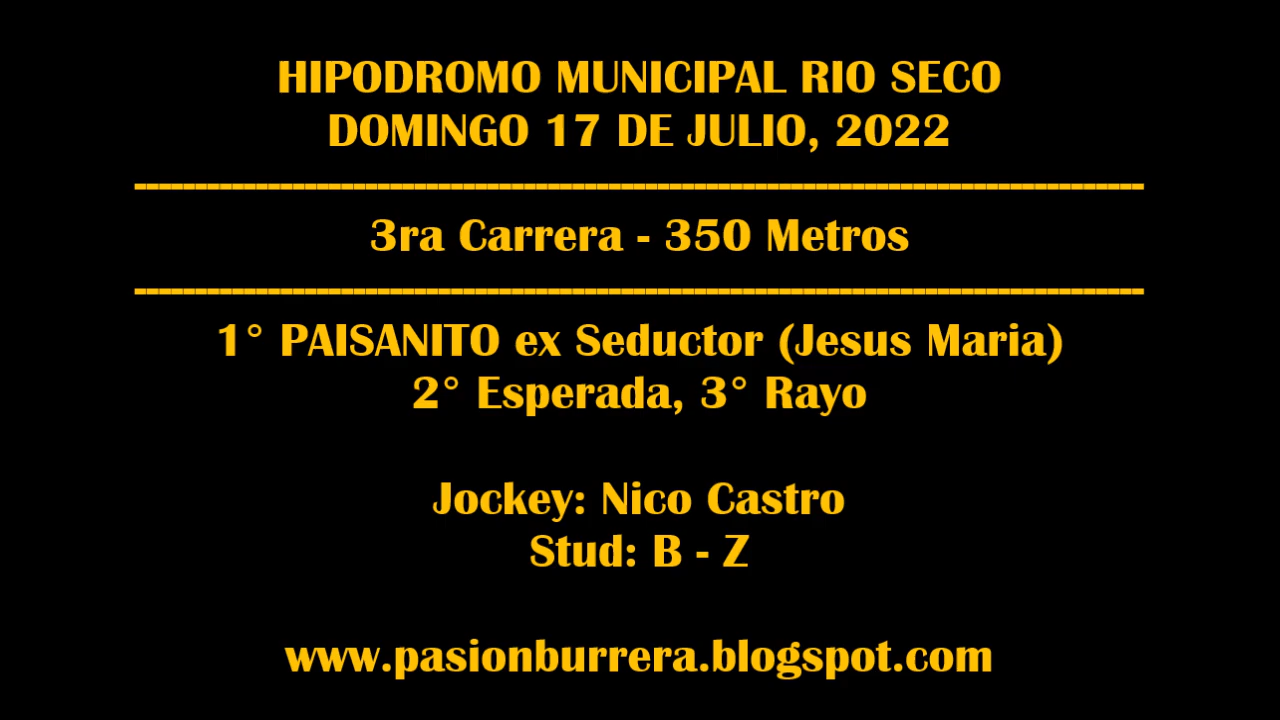 HIPODROMO MUNICIPAL RIO SECO
DOMINGO 17 DE JULIO, 2022
------------------------------------------------------------------------------------
3ra Carrera - 350 Metros
------------------------------------------------------------------------------------
1° PAISANITO ex Seductor (Jesus Maria)
2° Esperada, 3° Rayo
Jockey: Nico Castro
Stud: B - Z
www.pasionburrera.blogspot.com